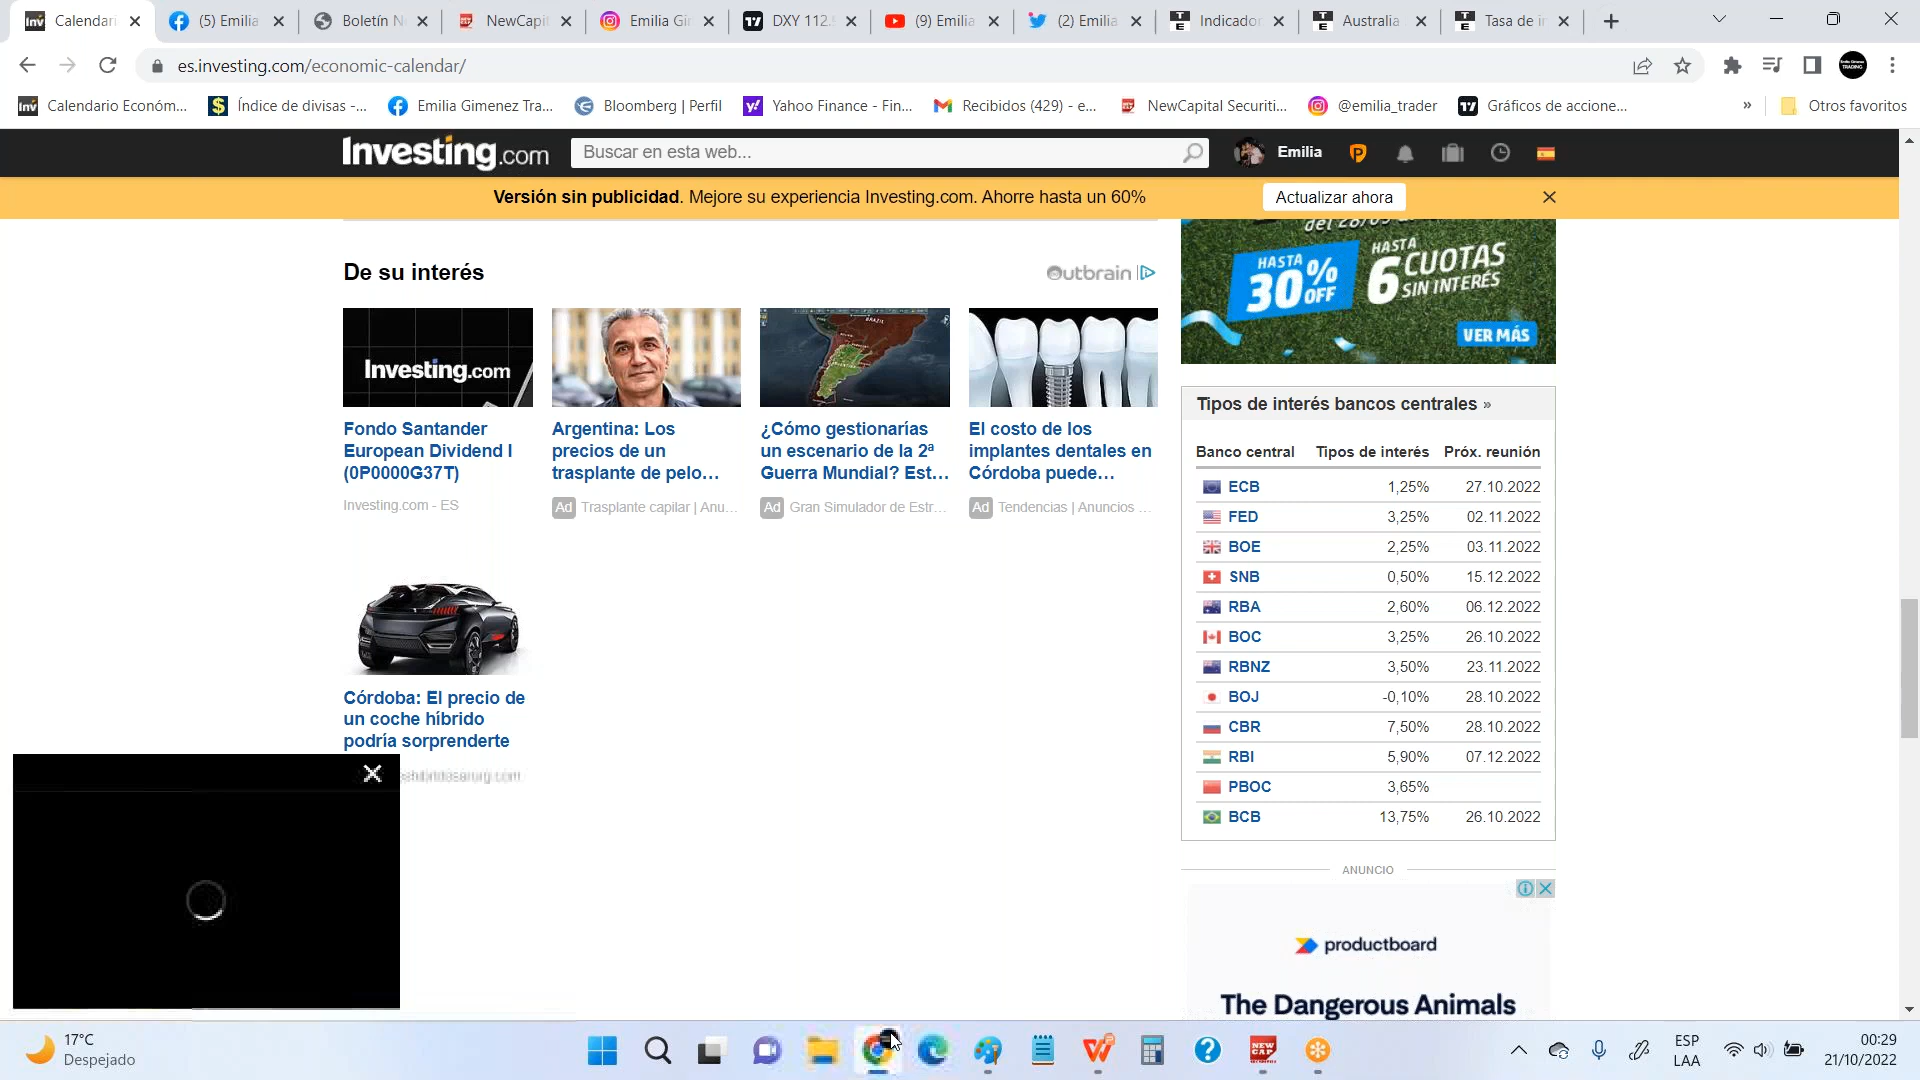 Calendari
(5) Emilia
Boletín N
NewCapit
Emilia Gi
DXY 112.
(9) Emilia
(2) Emilia
Indicador
Australia
Tasa de in
es.investing.com/economic-calendar/
Inv Calendario Económ...
Índice de divisas -...
Emilia Gimenez Tra...
Bloomberg | Perfil
Yahoo Finance - Fin...
Recibidos (429) - e...
NewCapital Securiti...
@emilia_trader
Gráficos de accione...
»
Otros favoritos
Investing.com
Buscar en esta web...
Emilia
Versión sin publicidad. Mejore su experiencia Investing.com. Ahorre hasta un 60%
Actualizar ahora
De su interés
Outbrain
Investing.com
Fondo Santander
European Dividend I
(0P0000G37T)
Investing.com - ES
Argentina: Los
precios de un
trasplante de pelo...
Ad Trasplante capilar | Anu...
BRAZIL
¿Cómo gestionarías
un escenario de la 2ª
Guerra Mundial? Est...
Ad Gran Simulador de Estr...
El costo de los
implantes dentales en
Córdoba puede...
Ad Tendencias | Anuncios ...
Córdoba: El precio de
un coche híbrido
podría sorprenderte
HASTA
30% OFF
HASTA
6 CUOTAS
SIN INTERÉS
VER MÁS
Tipos de interés bancos centrales »
Banco central Tipos de interés Próx. reunión
ECB 1,25% 27.10.2022
FED 3,25% 02.11.2022
BOE 2,25% 03.11.2022
SNB 0,50% 15.12.2022
RBA 2,60% 06.12.2022
BOC 3,25% 26.10.2022
RBNZ 3,50% 23.11.2022
BOJ -0,10% 28.10.2022
CBR 7,50% 28.10.2022
RBI 5,90% 07.12.2022
PBOC 3,65%
BCB 13,75% 26.10.2022
ANUNCIO
productboard
The Dangerous Animals
17°C
Despejado
NEW
CAP
ESP
LAA
00:29
21/10/2022